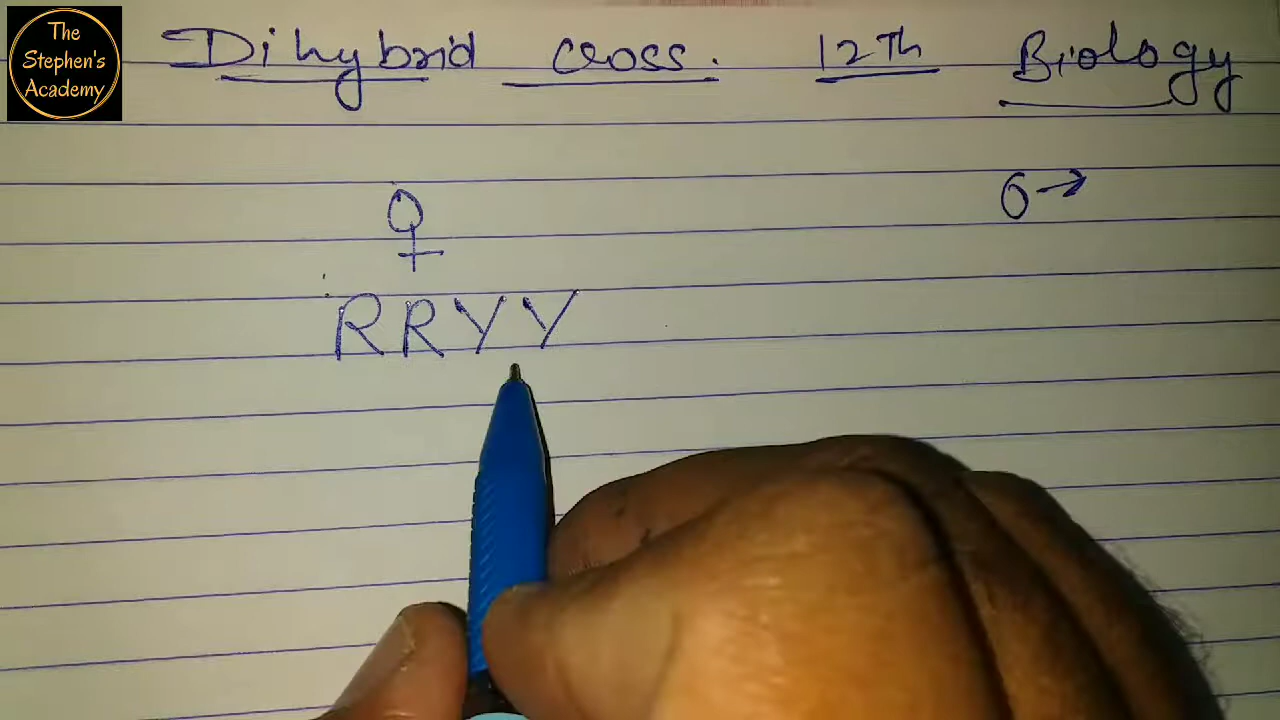 The
Stephen's
Academy
Dihybrid cross. 12Th Biology
♀
♂
RRYY